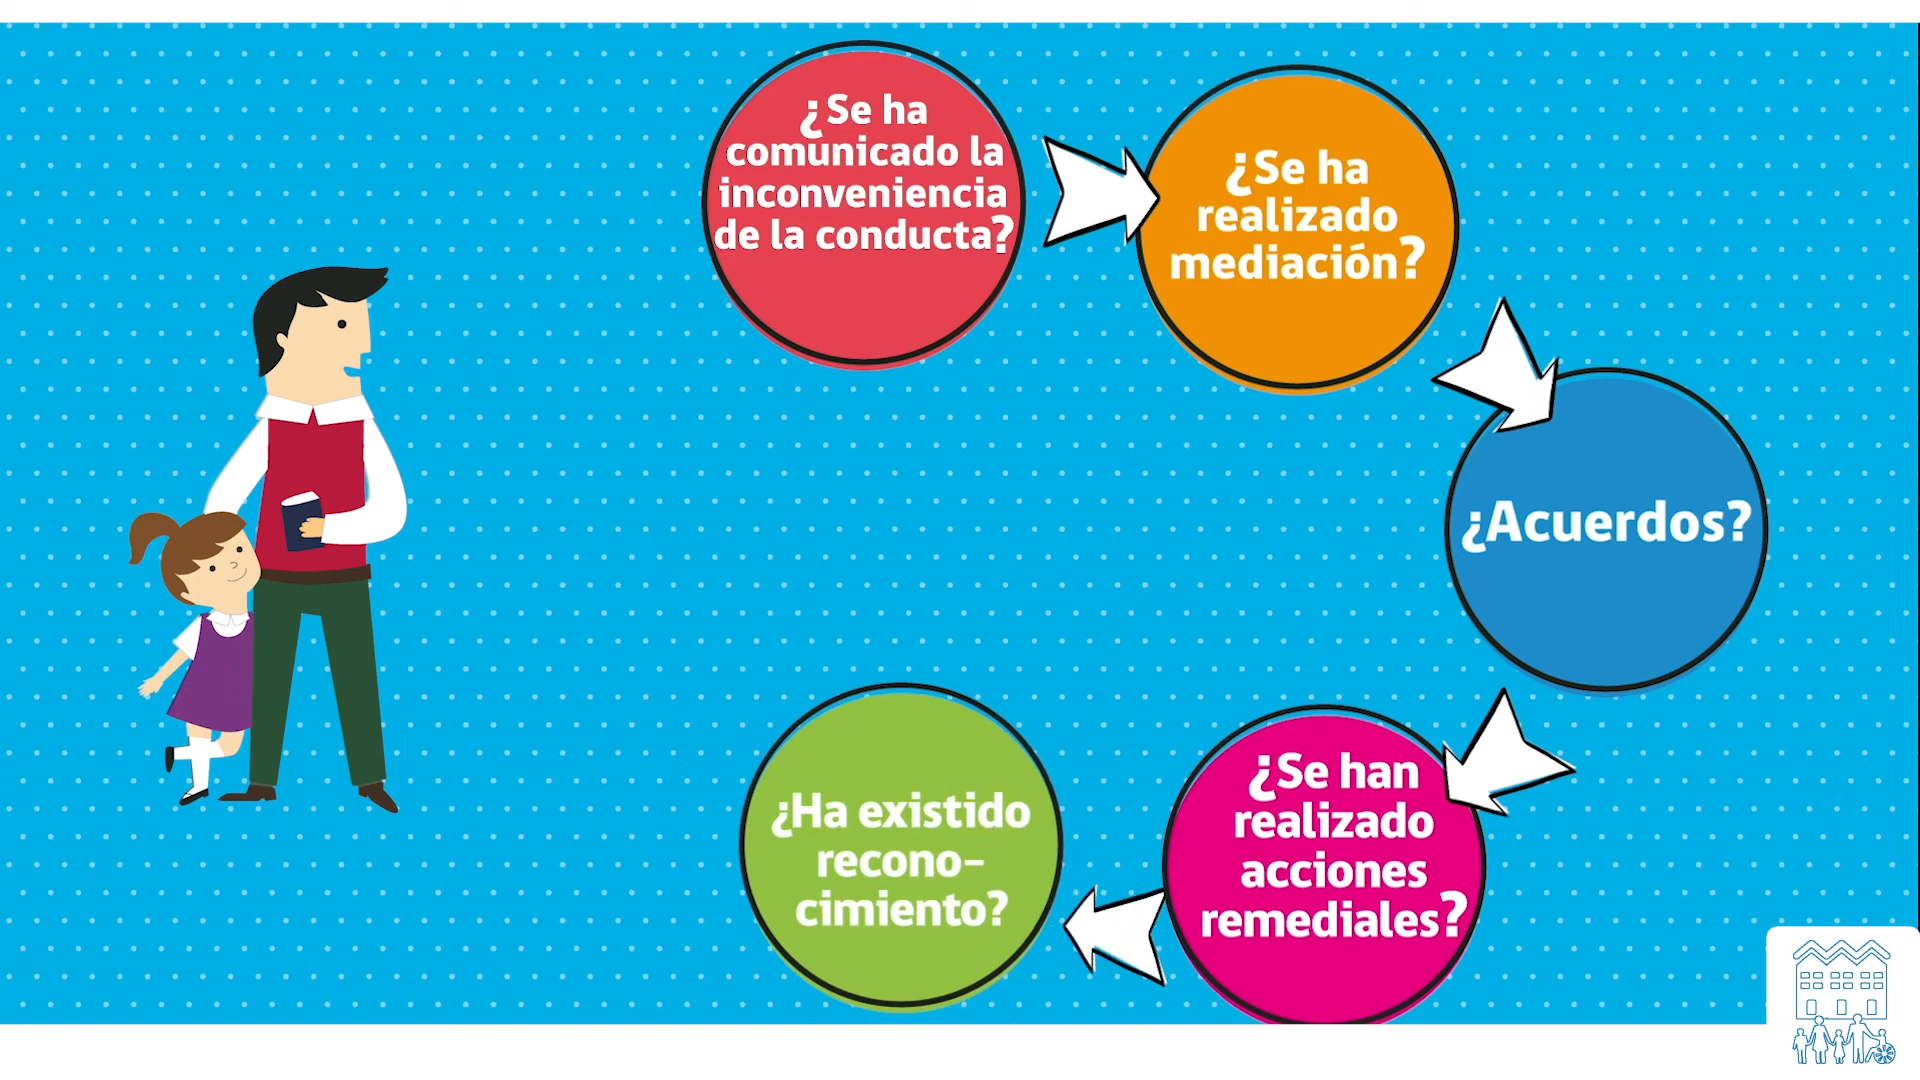 ¿Se ha
comunicado la
inconveniencia
de la conducta?
¿Se ha
realizado
mediación?
¿Acuerdos?
¿Se han
realizado
acciones
remediales?
¿Ha existido
recono-
cimiento?